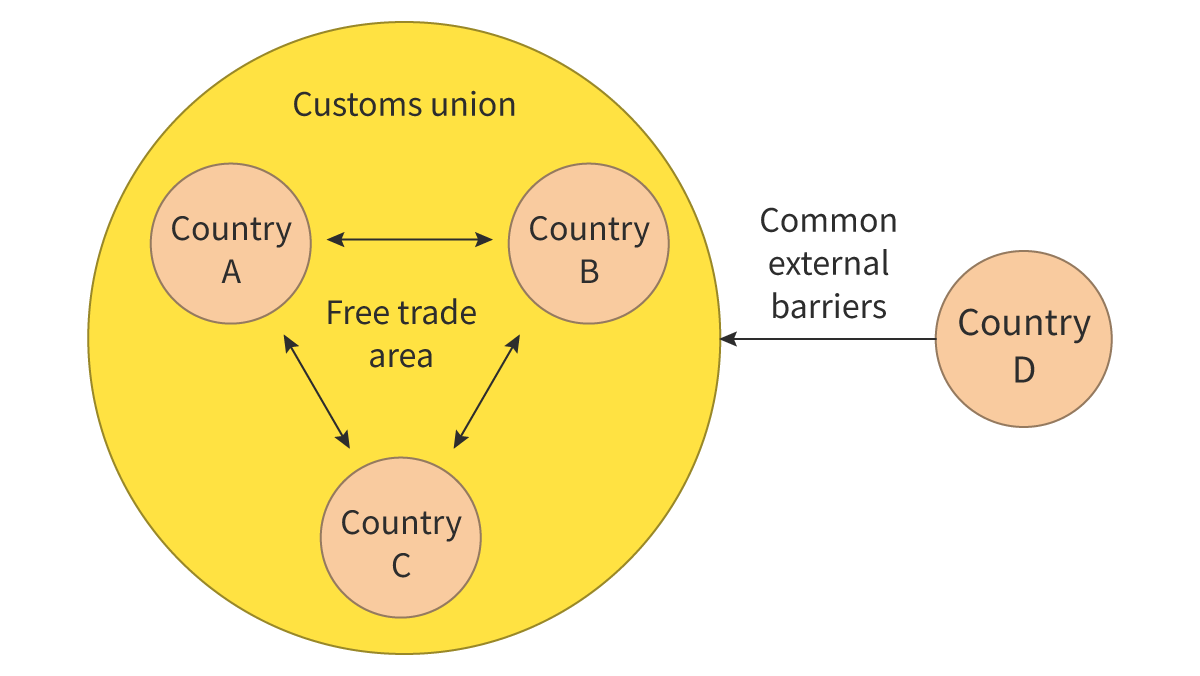 Customs union
Country
A
Country
B
Free trade
area
Country
C
Common
external
barriers
Country
D